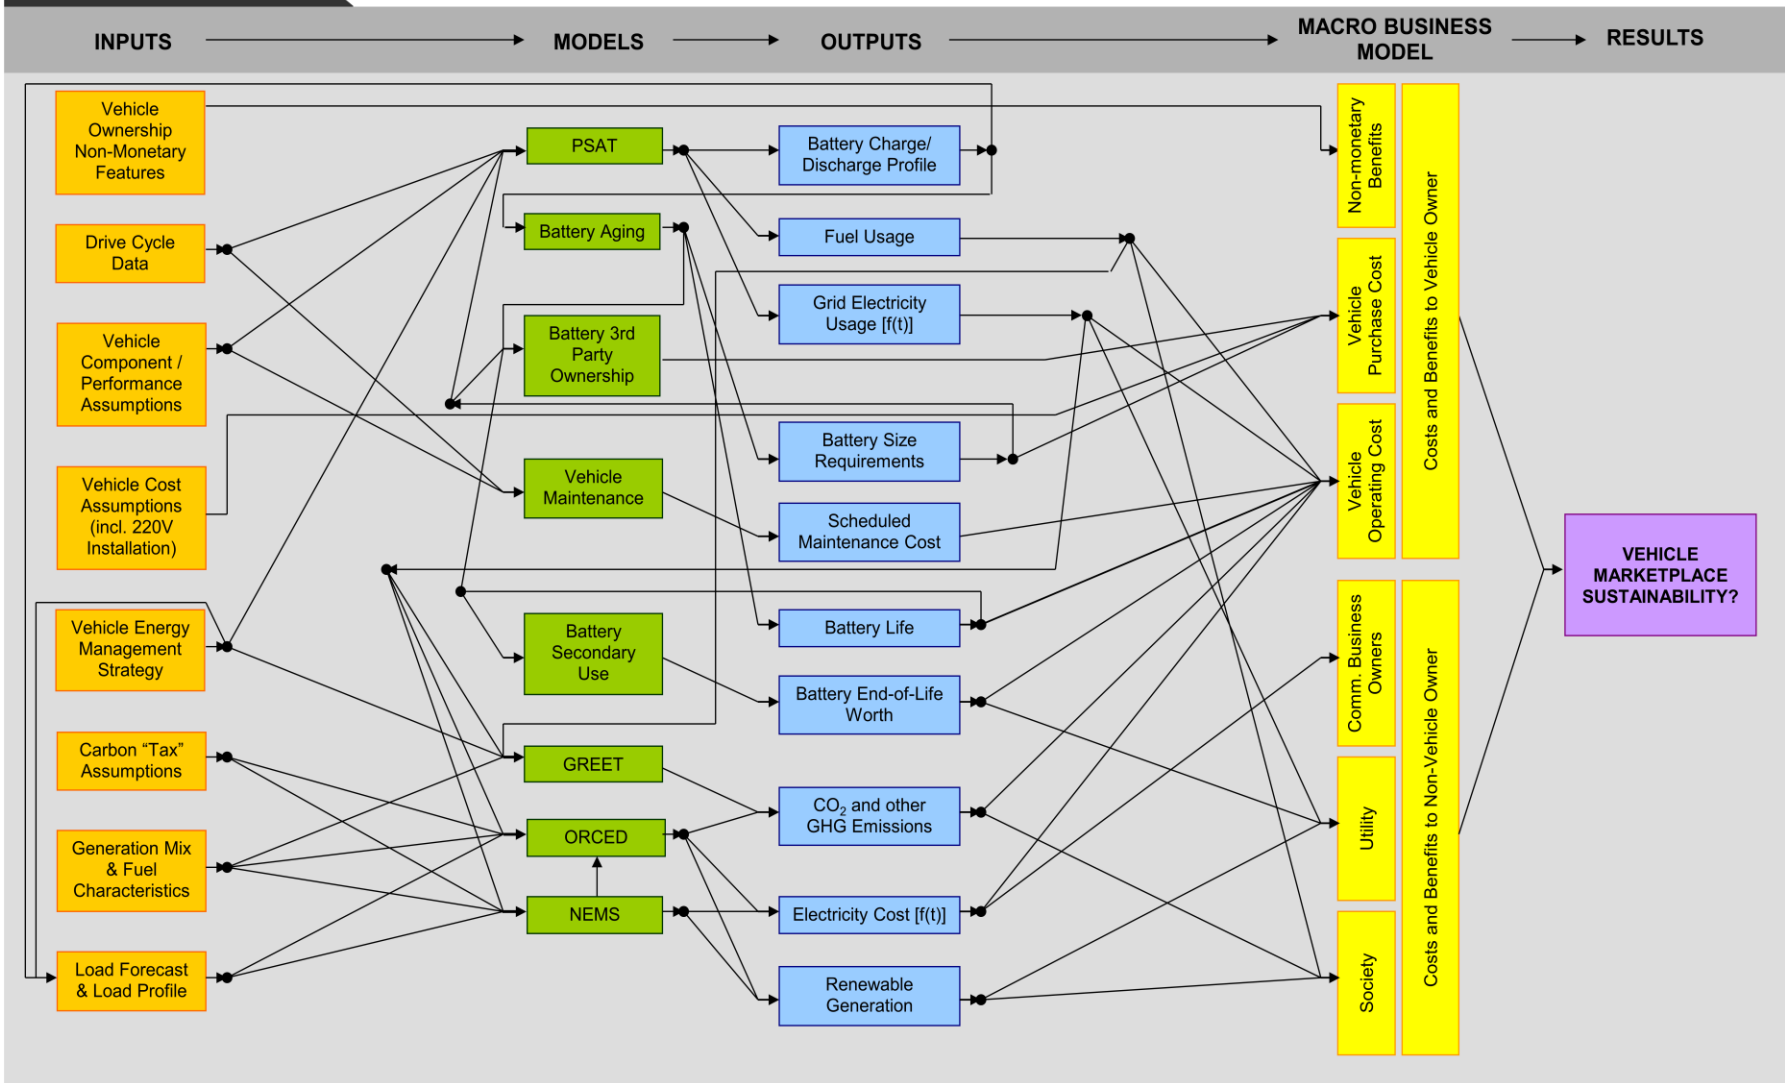 INPUTS
MODELS
OUTPUTS
MACRO BUSINESS
MODEL
RESULTS
Vehicle
Ownership
Non-Monetary
Features
Drive Cycle
Data
Vehicle
Component /
Performance
Assumptions
Vehicle Cost
Assumptions
(incl. 220V
Installation)
Vehicle Energy
Management
Strategy
Carbon “Tax”
Assumptions
Generation Mix
& Fuel
Characteristics
Load Forecast
& Load Profile
PSAT
Battery Aging
Battery 3rd
Party
Ownership
Vehicle
Maintenance
Battery
Secondary
Use
GREET
ORCED
NEMS
Battery Charge/
Discharge Profile
Fuel Usage
Grid Electricity
Usage [f(t)]
Battery Size
Requirements
Scheduled
Maintenance Cost
Battery Life
Battery End-of-Life
Worth
CO₂ and other
GHG Emissions
Electricity Cost [f(t)]
Renewable
Generation
Non-monetary
Benefits
Vehicle
Purchase Cost
Vehicle
Operating Cost
Comm. Business
Owners
Utility
Society
Costs and Benefits to Vehicle Owner
Costs and Benefits to Non-Vehicle Owner
VEHICLE
MARKETPLACE
SUSTAINABILITY?